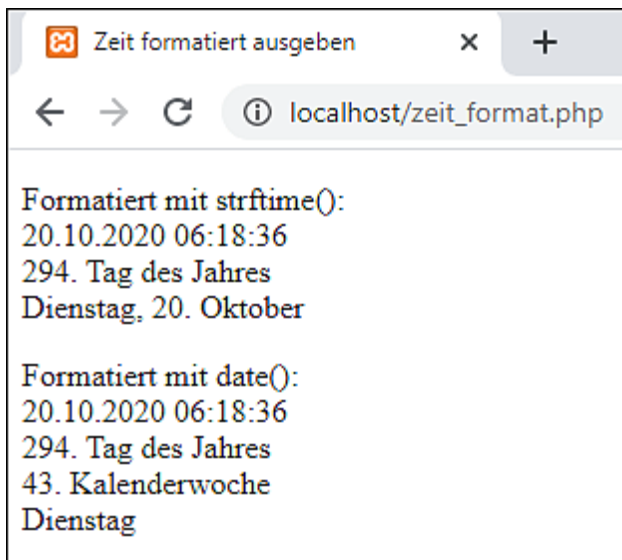 Zeit formatiert ausgeben
localhost/zeit_format.php
Formatiert mit strftime():
20.10.2020 06:18:36
294. Tag des Jahres
Dienstag, 20. Oktober
Formatiert mit date():
20.10.2020 06:18:36
294. Tag des Jahres
43. Kalenderwoche
Dienstag